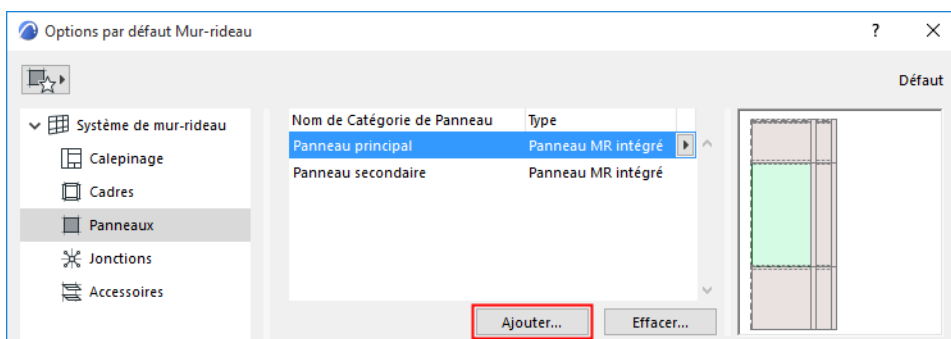 Options par défaut Mur-rideau
?
Défaut
Système de mur-rideau
Calepinage
Cadres
Panneaux
Jonctions
Accessoires
Nom de Catégorie de Panneau Type
Panneau principal Panneau MR intégré
Panneau secondaire Panneau MR intégré
Ajouter... Effacer...